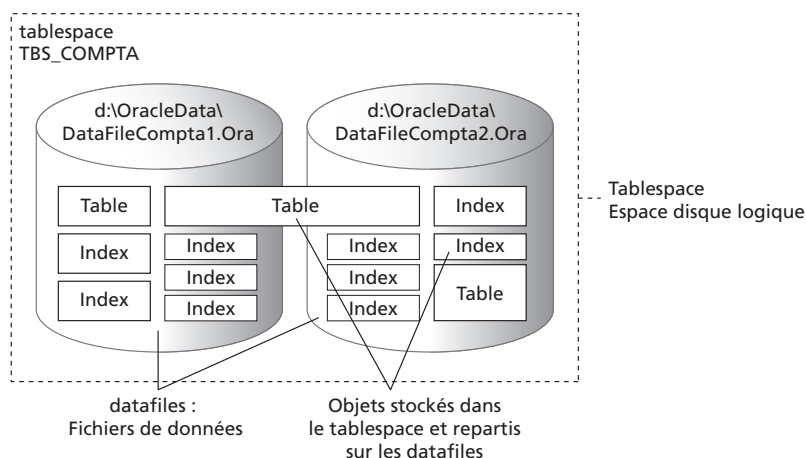 tablespace
TBS_COMPTA
d:\OracleData\
DataFileCompta1.Ora
d:\OracleData\
DataFileCompta2.Ora
Table
Table
Index
Index
Index
Index
Index
Index
Index
Index
Index
Index
Index
Table
Tablespace
Espace disque logique
datafiles :
Fichiers de données
Objets stockés dans
le tablespace et repartis
sur les datafiles